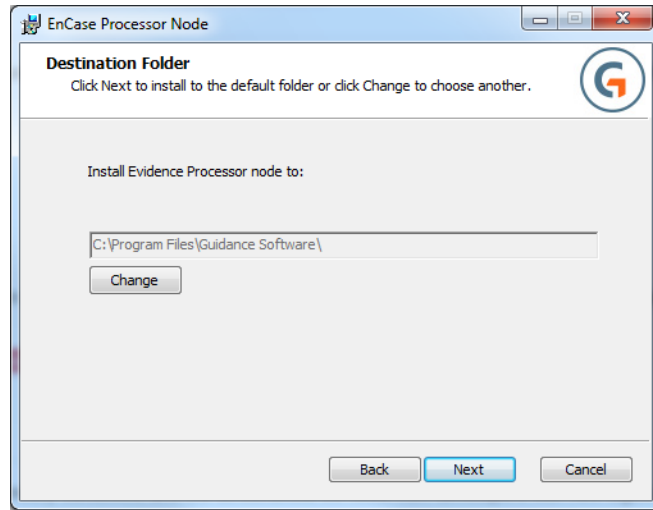 EnCase Processor Node
Destination Folder
Click Next to install to the default folder or click Change to choose another.
G
Install Evidence Processor node to:
C:\Program Files\Guidance Software\
Change
Back
Next
Cancel